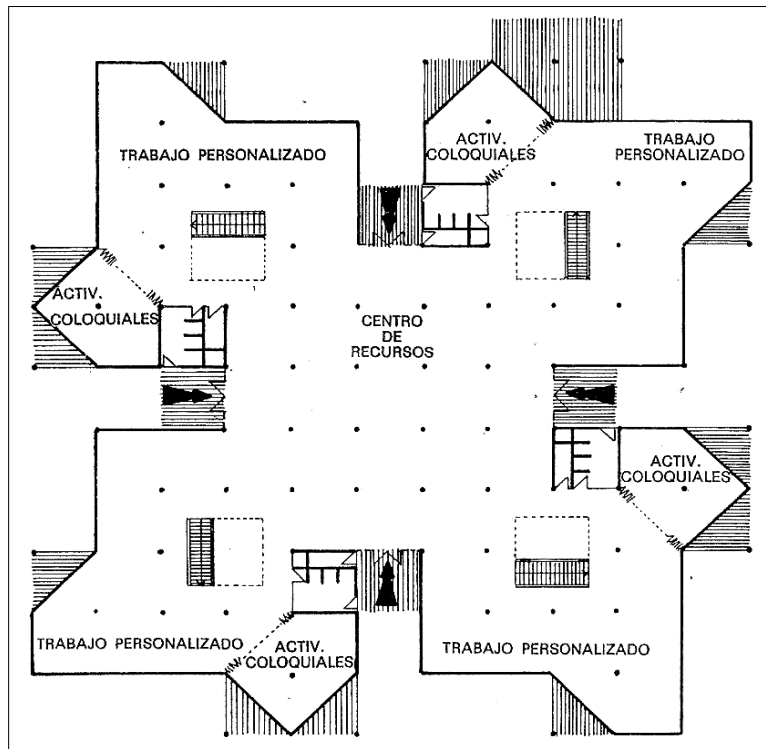 ACTIV.
COLOQUIALES
TRABAJO
PERSONALIZADO
TRABAJO PERSONALIZADO
ACTIV.
COLOQUIALES
CENTRO
DE
RECURSOS
ACTIV.
COLOQUIALES
TRABAJO PERSONALIZADO
ACTIV.
COLOQUIALES
TRABAJO PERSONALIZADO